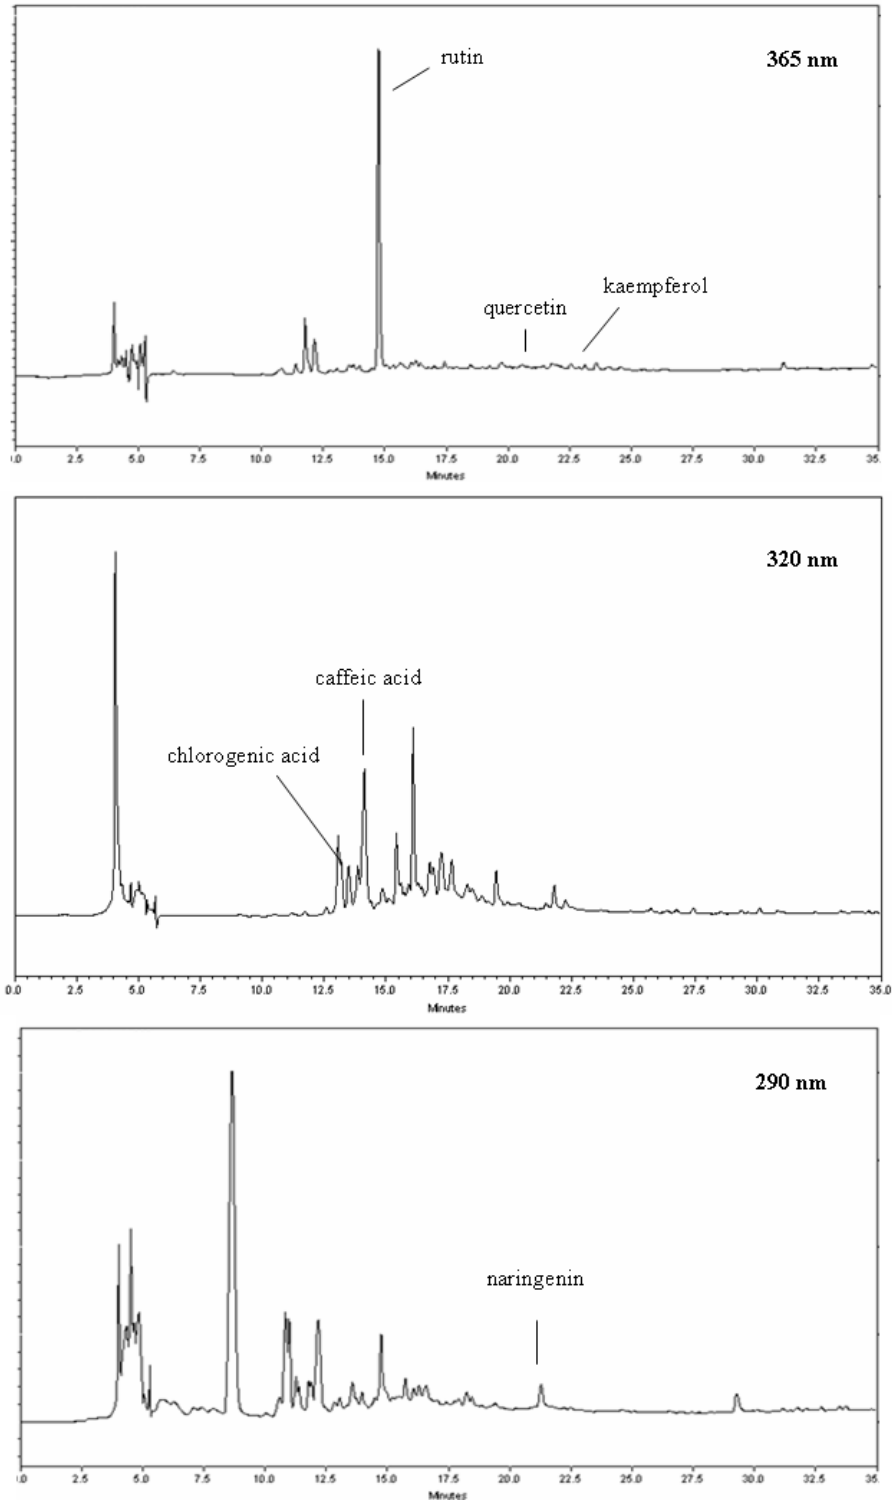 365 nm
rutin
kaempferol
quercetin
:.0 2.5 5.0 7.5 10.0 12.5 15.0 17.5 20.0 22.5 25.0 27.5 30.0 32.5 35.
Minutes
320 nm
caffeic acid
chlorogenic acid
0.0 2.5 5.0 7.5 10.0 12.5 15.0 17.5 20.0 22.5 25.0 27.5 30.0 32.5 35.0
Minutes
290 nm
naringenin
:.0 2.5 5.0 7.5 10.0 12.5 15.0 17.5 20.0 22.5 25.0 27.5 30.0 32.5 35.
Minutes